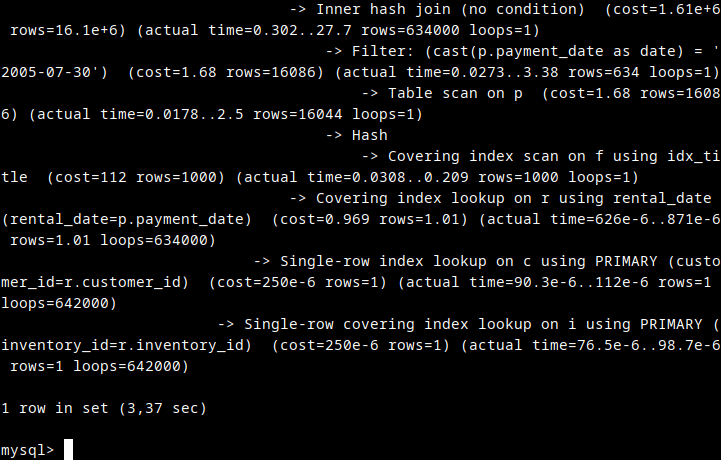 -> Inner hash join (no condition)  (cost=1.61e+6
 rows=16.1e+6) (actual time=0.302..27.7 rows=634000 loops=1)
-> Filter: (cast(p.payment_date as date) = '
2005-07-30')  (cost=1.68 rows=16086) (actual time=0.0273..3.38 rows=634 loops=1)
-> Table scan on p  (cost=1.68 rows=1608
6) (actual time=0.0178..2.5 rows=16044 loops=1)
-> Hash
-> Covering index scan on f using idx_ti
tle  (cost=112 rows=1000) (actual time=0.0308..0.209 rows=1000 loops=1)
-> Covering index lookup on r using rental_date
(rental_date=p.payment_date)  (cost=0.969 rows=1.01) (actual time=626e-6..871e-6
 rows=1.01 loops=634000)
-> Single-row index lookup on c using PRIMARY (custo
mer_id=r.customer_id)  (cost=250e-6 rows=1) (actual time=90.3e-6..112e-6 rows=1
loops=642000)
-> Single-row covering index lookup on i using PRIMARY (
inventory_id=r.inventory_id)  (cost=250e-6 rows=1) (actual time=76.5e-6..98.7e-6
 rows=1 loops=642000)
1 row in set (3,37 sec)
mysql>